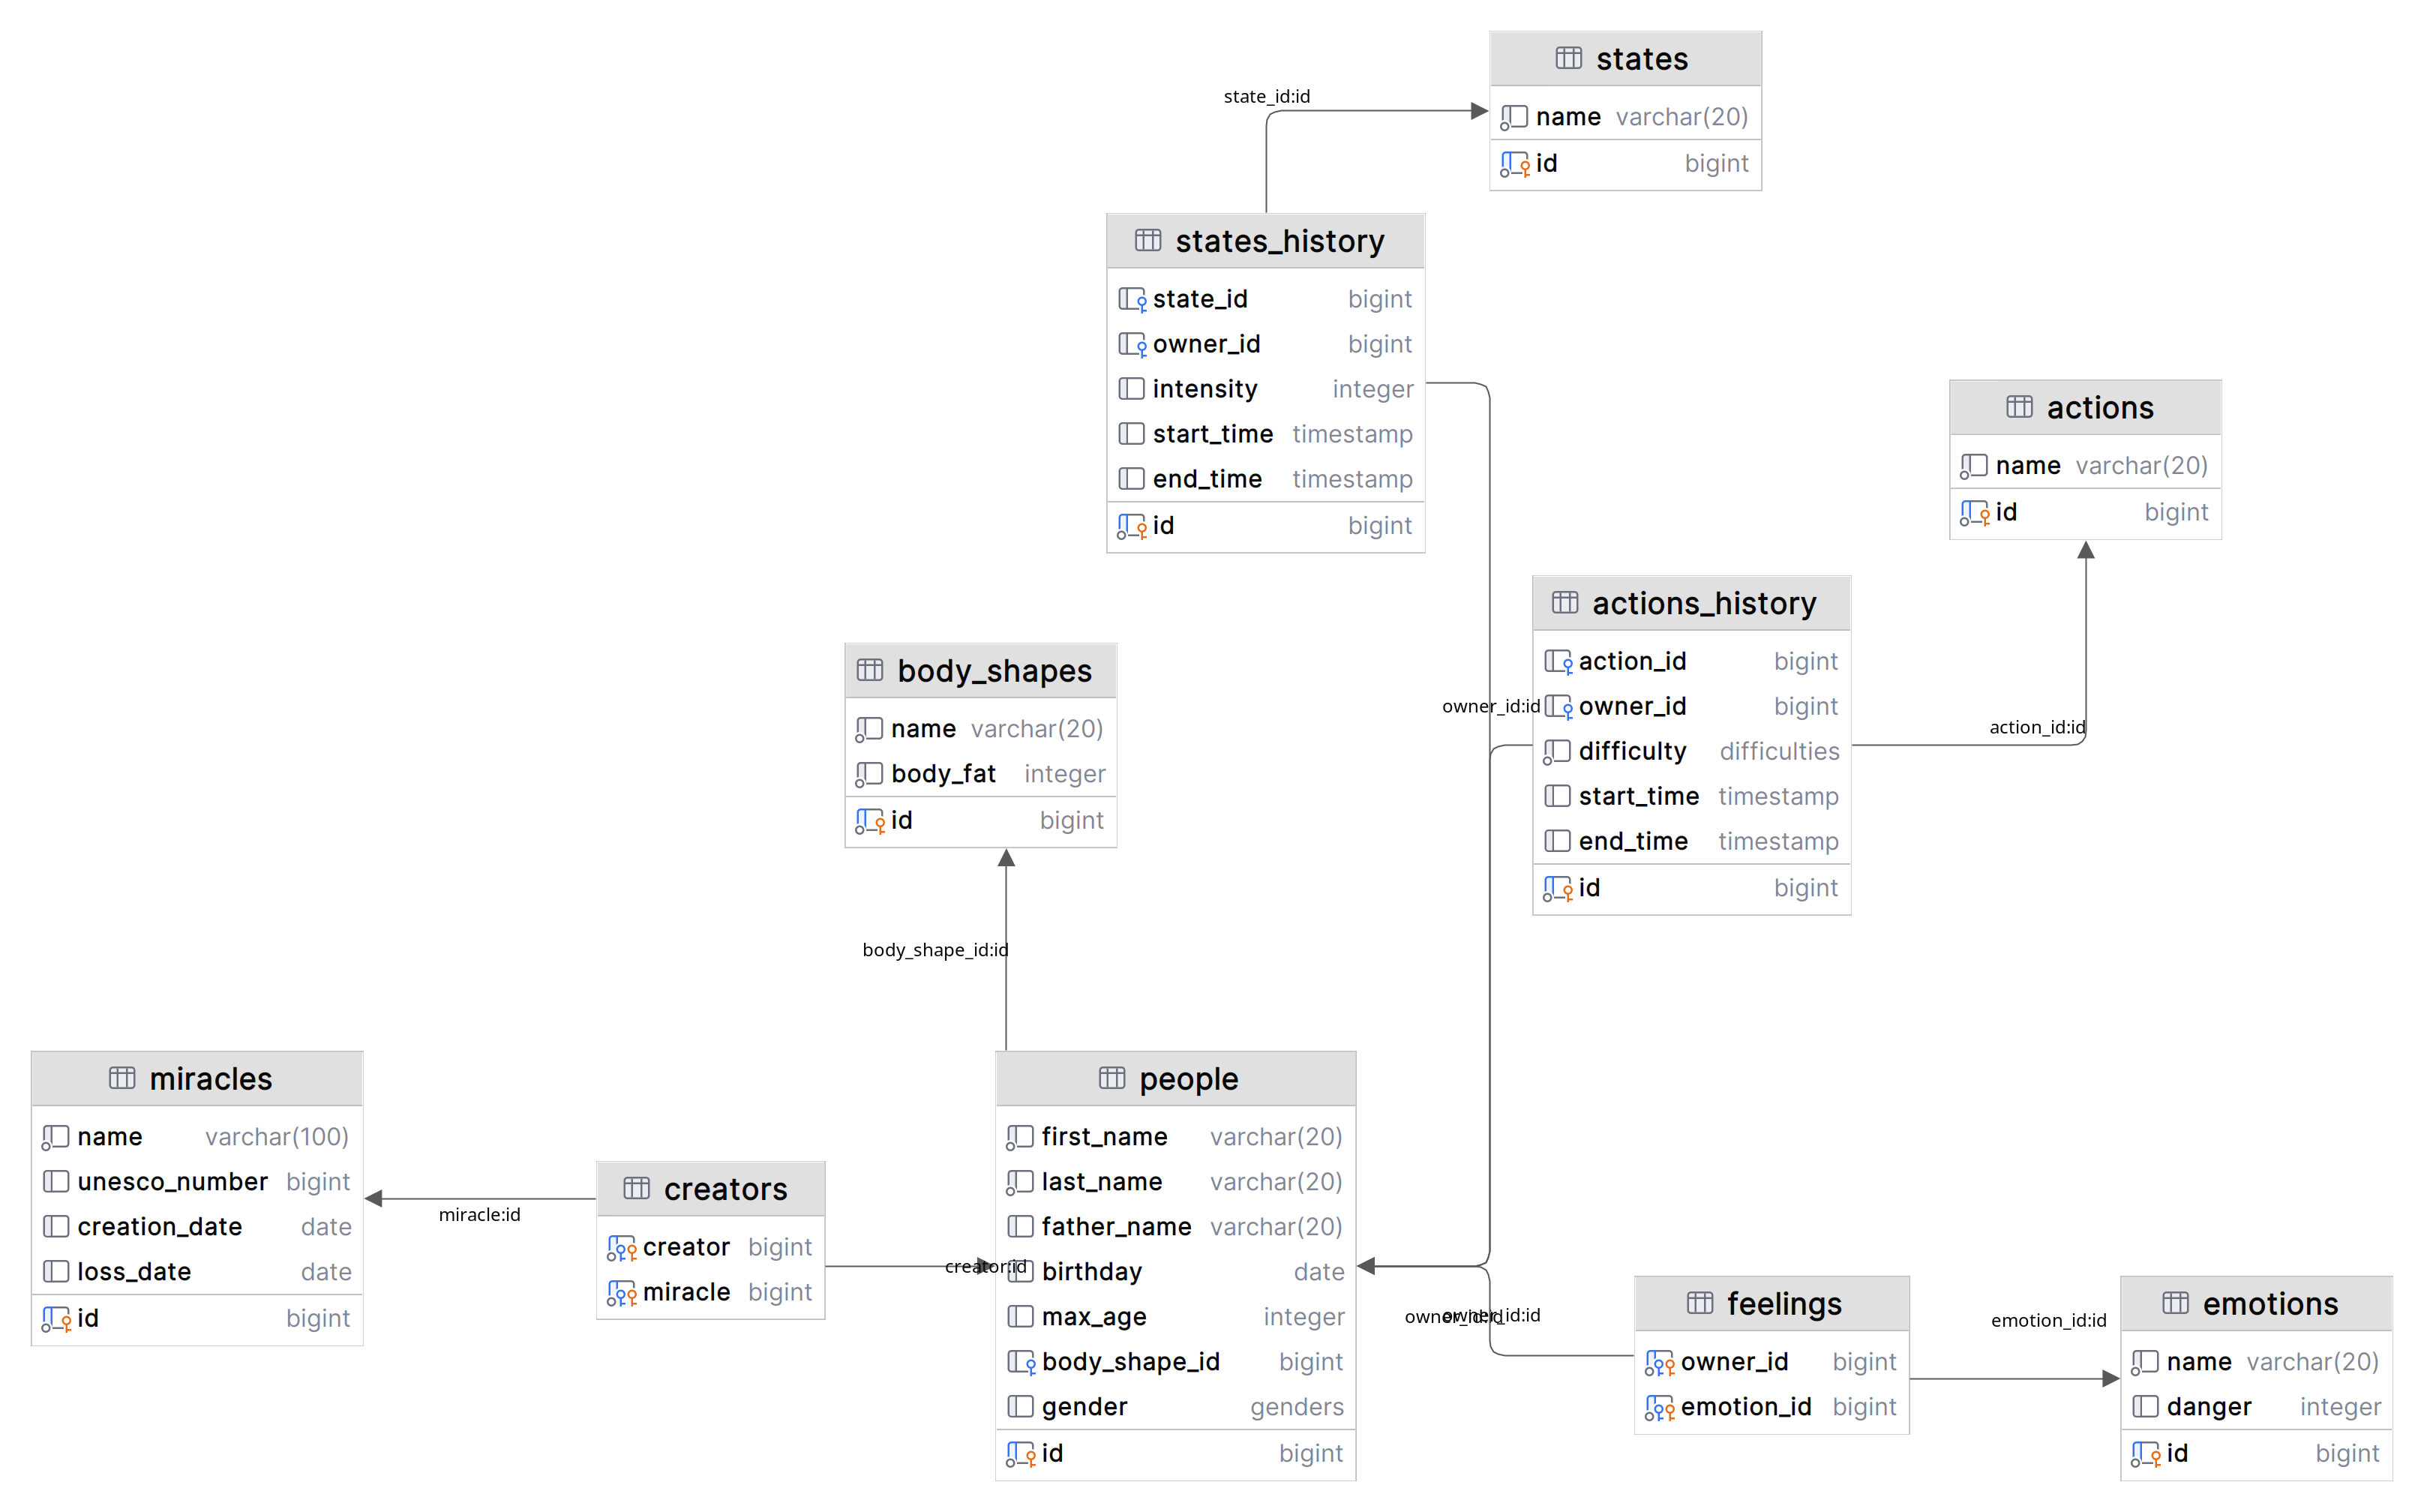 states
name varchar(20)
id bigint
state_id:id
states_history
state_id bigint
owner_id bigint
intensity integer
start_time timestamp
end_time timestamp
id bigint
actions
name varchar(20)
id bigint
actions_history
action_id bigint
owner_id bigint
difficulty difficulties
start_time timestamp
end_time timestamp
id bigint
owner_id:id
action_id:id
body_shapes
name varchar(20)
body_fat integer
id bigint
body_shape_id:id
miracles
name varchar(100)
unesco_number bigint
creation_date date
loss_date date
id bigint
miracle:id
creators
creator bigint
miracle bigint
creator:id
people
first_name varchar(20)
last_name varchar(20)
father_name varchar(20)
birthday date
max_age integer
body_shape_id bigint
gender genders
id bigint
owner_id:id
owner_id:id
feelings
owner_id bigint
emotion_id bigint
emotion_id:id
emotions
name varchar(20)
danger integer
id bigint